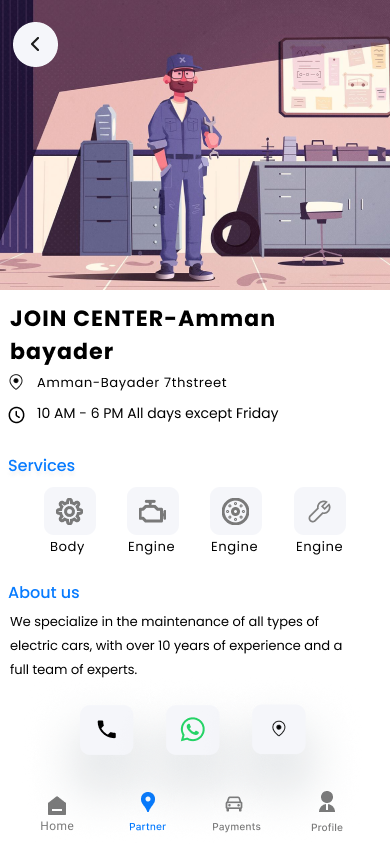 JOIN CENTER-Amman
bayader
Amman-Bayader 7thstreet
10 AM - 6 PM All days except Friday
Services
Body Engine Engine Engine
About us
We specialize in the maintenance of all types of
electric cars, with over 10 years of experience and a
full team of experts.
Home Partner Payments Profile